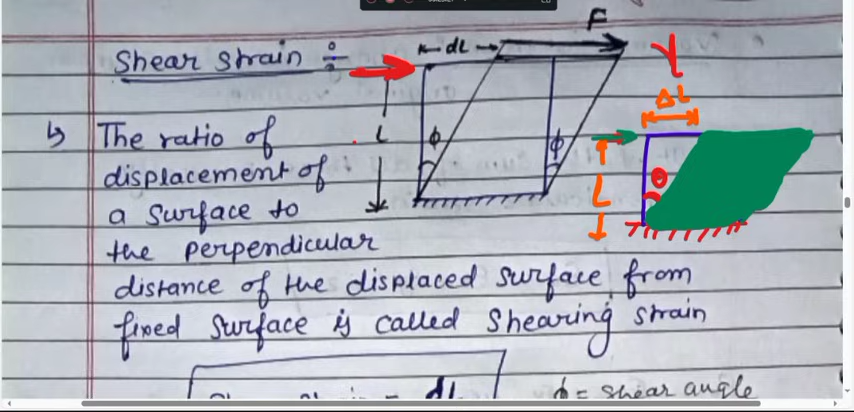 Shear strain :-
← dL →
F
γ
ΔL
L
ϕ
ϕ
L
θ
↳ The ratio of
displacement of
a surface to
the perpendicular
distance of the displaced surface from
fixed surface is called Shearing strain
dL
ϕ = shear angle